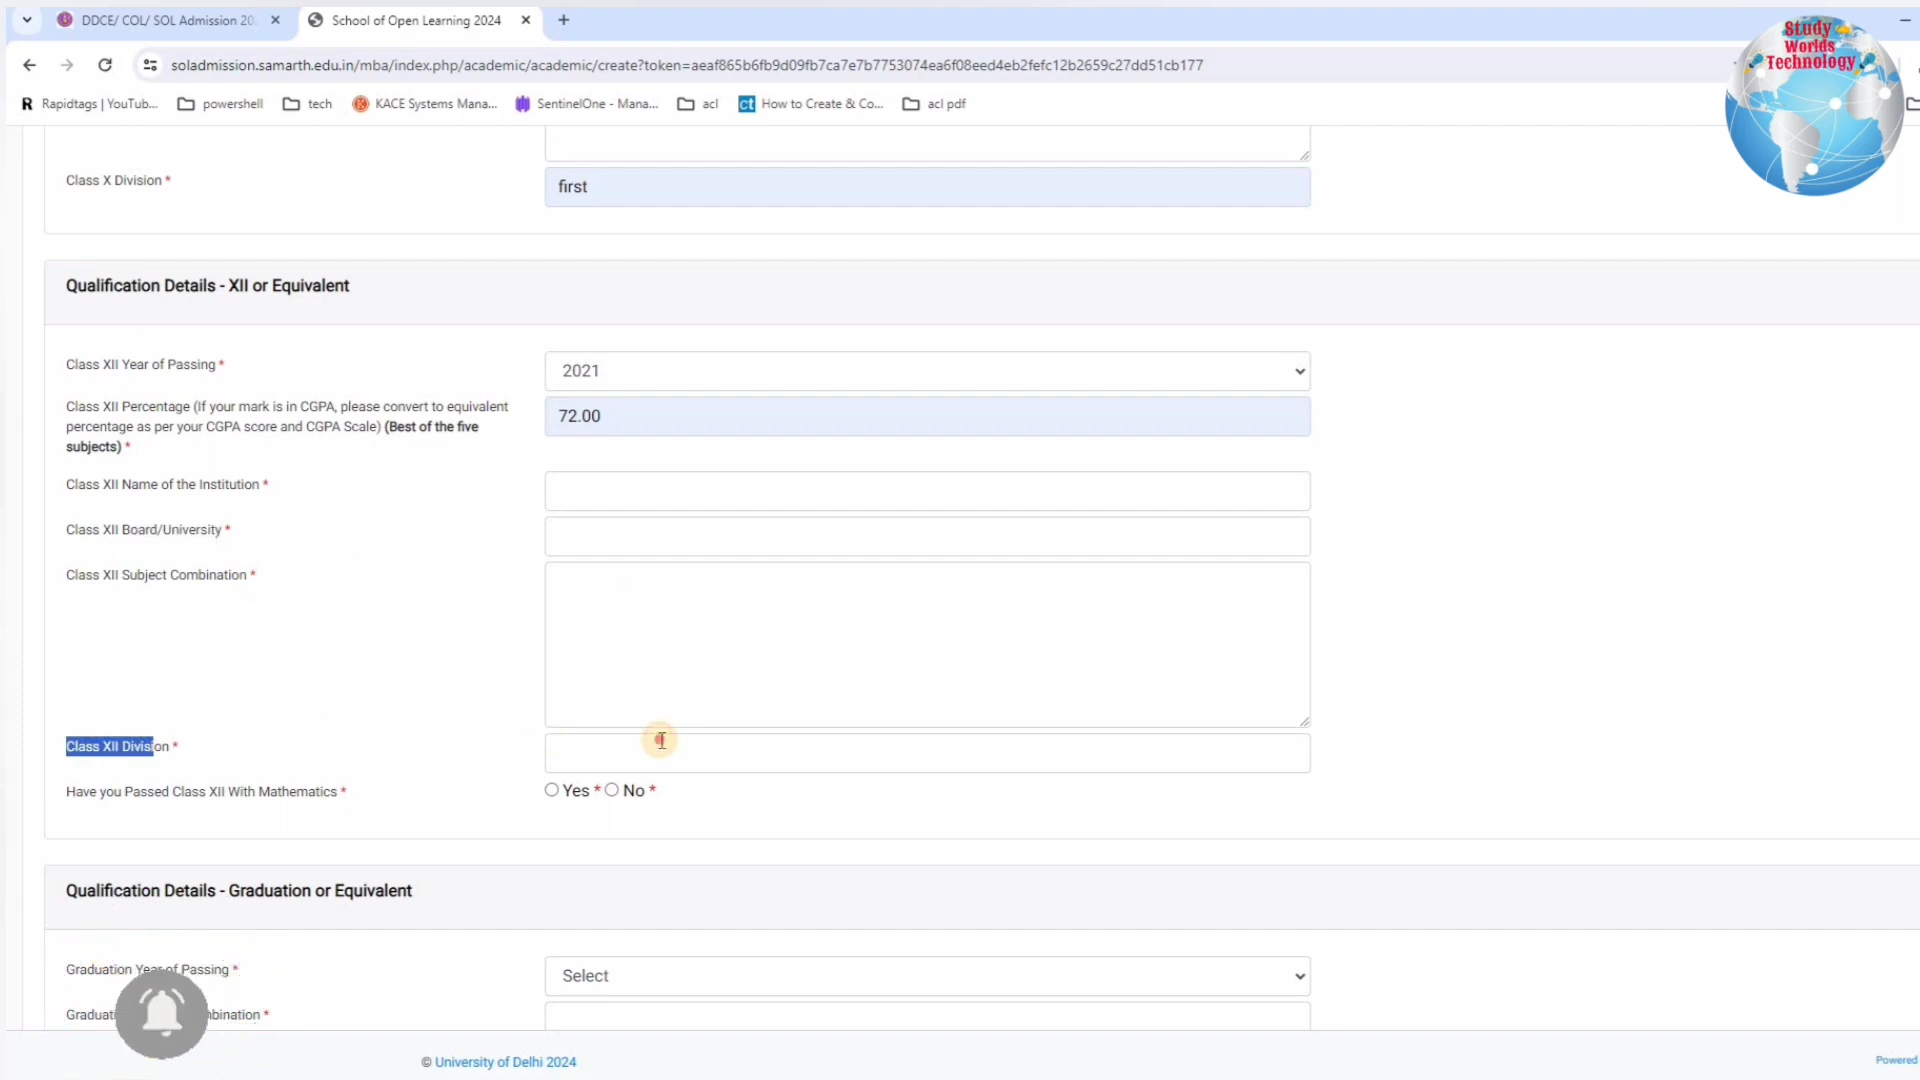 DDCE/ COL/ SOL Admission 20
School of Open Learning 2024
soladmission.samarth.edu.in/mba/index.php/academic/academic/create?token=aeaf865b6fb9d09fb7ca7e7b7753074ea6f08eed4eb2fefc12b2659c27dd51cb177
Study
Worlds
Technology
R Rapidtags | YouTub...
powershell
tech
KACE Systems Mana...
SentinelOne - Mana...
acl
ct How to Create & Co...
acl pdf
Class X Division *
first
Qualification Details - XII or Equivalent
Class XII Year of Passing *
2021
Class XII Percentage (If your mark is in CGPA, please convert to equivalent
percentage as per your CGPA score and CGPA Scale) (Best of the five
subjects) *
72.00
Class XII Name of the Institution *
Class XII Board/University *
Class XII Subject Combination *
Class XII Division *
Have you Passed Class XII With Mathematics *
Yes * No *
Qualification Details - Graduation or Equivalent
Graduation Year of Passing *
Select
© University of Delhi 2024
Powered